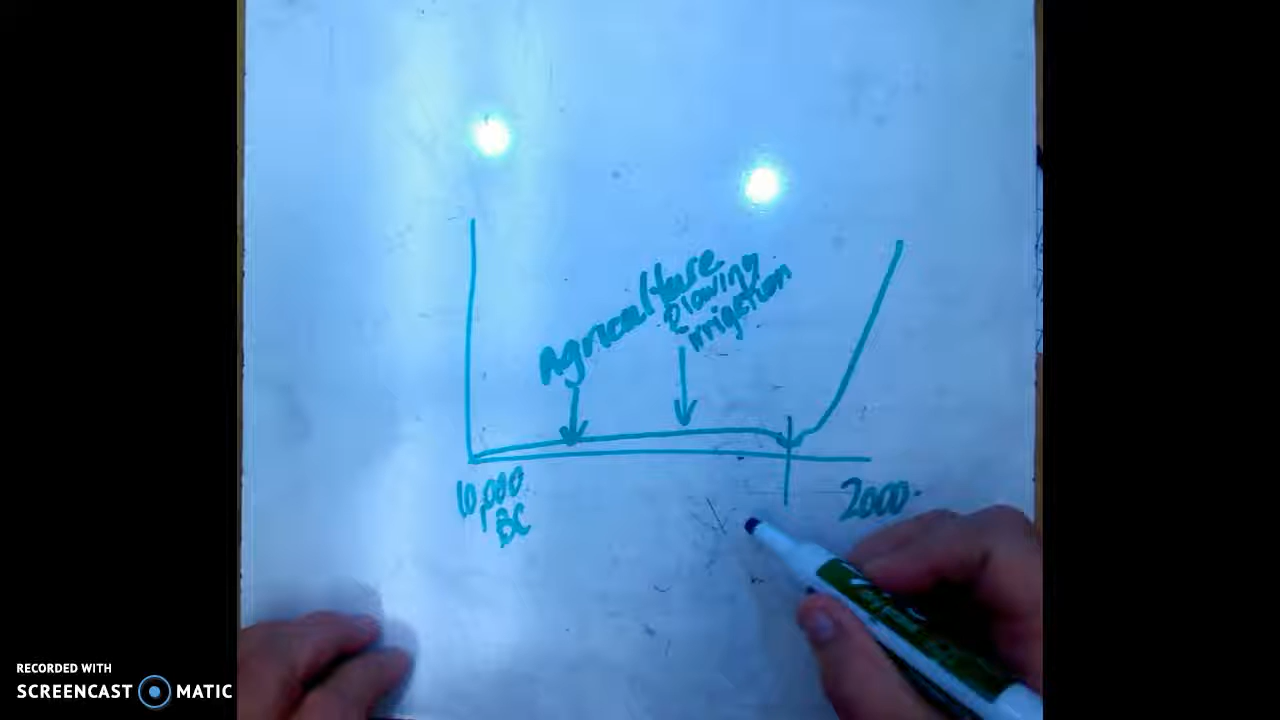 Agriculture
Plowing
Irrigation
10,000
BC
2000
RECORDED WITH
SCREENCAST MATIC